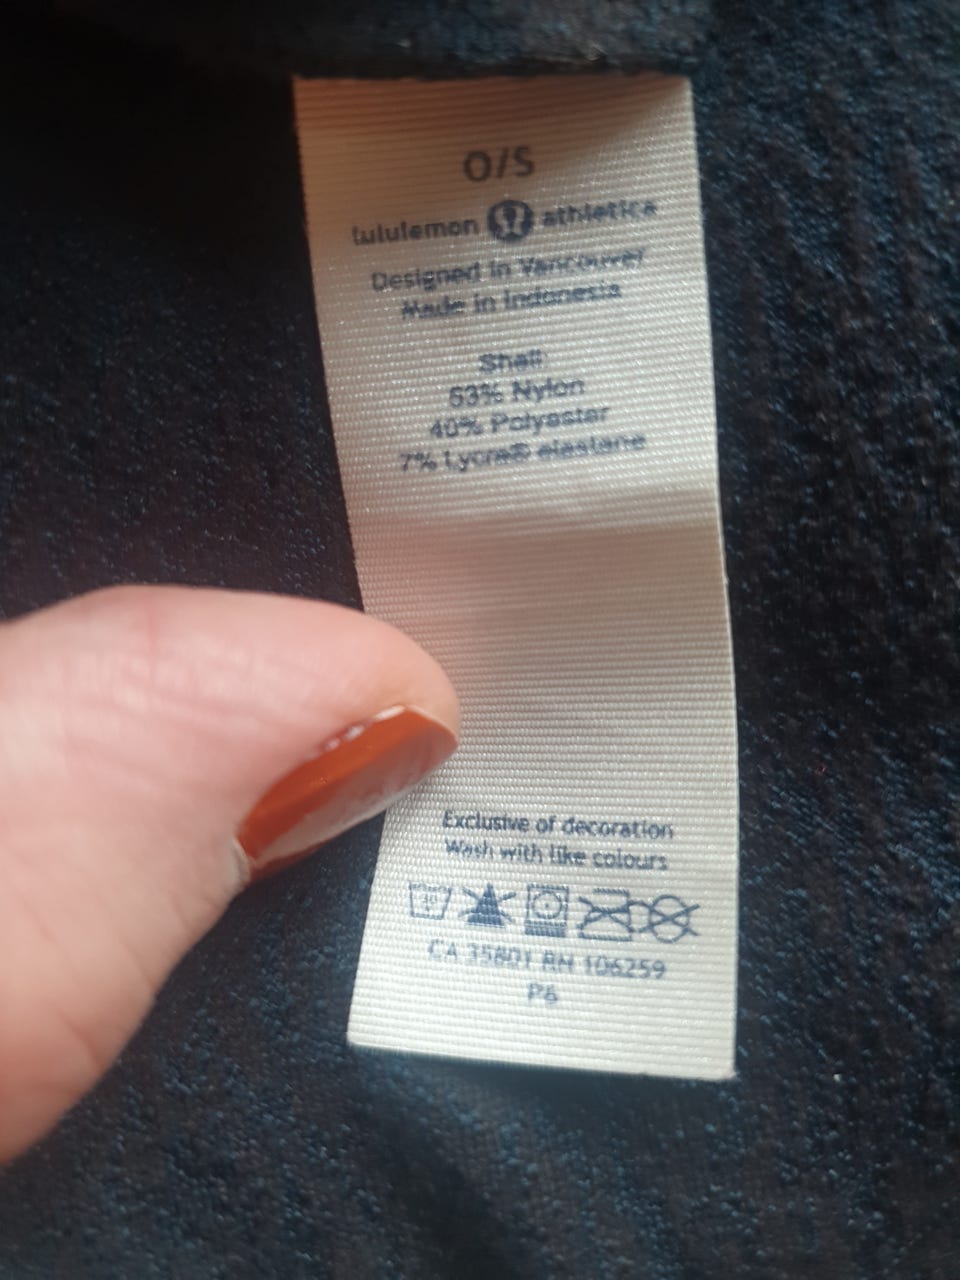 O/S
lululemon athletica
Designed in Vancouver
Made in Indonesia
Shell:
53% Nylon
40% Polyester
7% Lycra® elastane
Exclusive of decoration
Wash with like colours
30
CA 35801 RN 106259
P6